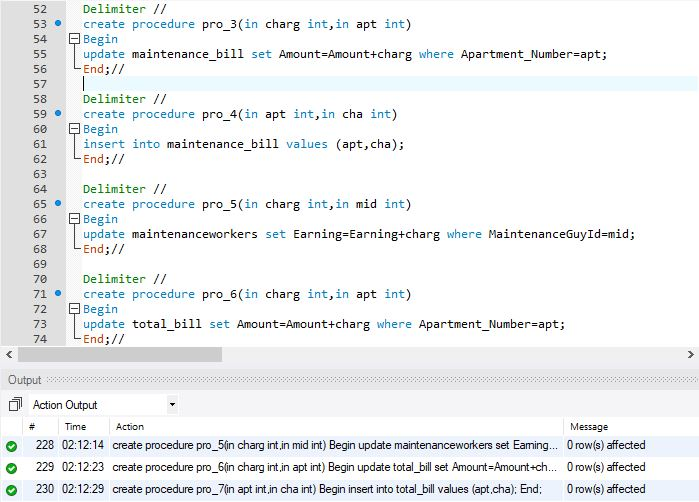 52 Delimiter //
53 create procedure pro_3(in charg int,in apt int)
54 Begin
55 update maintenance_bill set Amount=Amount+charg where Apartment_Number=apt;
56 End;//
57
58 Delimiter //
59 create procedure pro_4(in apt int,in cha int)
60 Begin
61 insert into maintenance_bill values (apt,cha);
62 End;//
63
64 Delimiter //
65 create procedure pro_5(in charg int,in mid int)
66 Begin
67 update maintenanceworkers set Earning=Earning+charg where MaintenanceGuyId=mid;
68 End;//
69
70 Delimiter //
71 create procedure pro_6(in charg int,in apt int)
72 Begin
73 update total_bill set Amount=Amount+charg where Apartment_Number=apt;
74 End;//
Output
Action Output
# Time Action Message
228 02:12:14 create procedure pro_5(in charg int,in mid int) Begin update maintenanceworkers set Earning... 0 row(s) affected
229 02:12:23 create procedure pro_6(in charg int,in apt int) Begin update total_bill set Amount=Amount+ch... 0 row(s) affected
230 02:12:29 create procedure pro_7(in apt int,in cha int) Begin insert into total_bill values (apt,cha); End; 0 row(s) affected